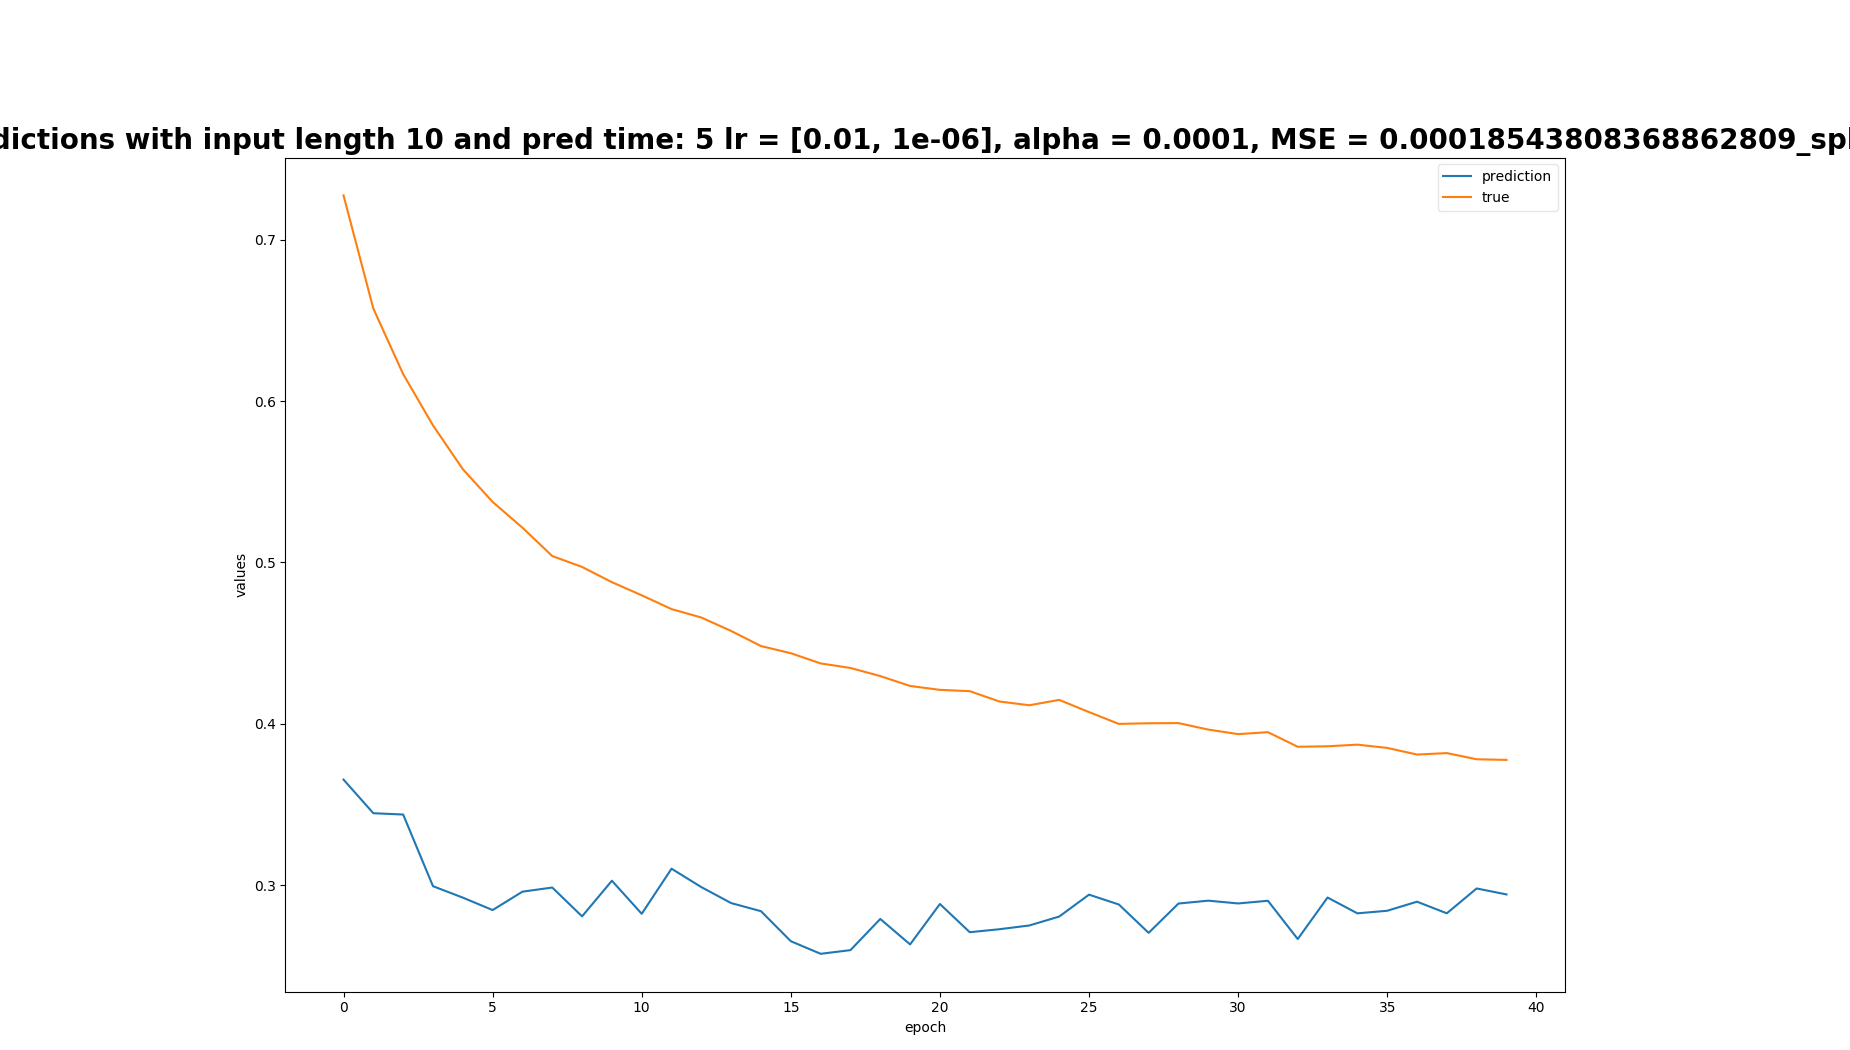 dictions with input length 10 and pred time: 5 lr = [0.01, 1e-06], alpha = 0.0001, MSE = 0.00018543808368862809_spl
prediction
true
0.7
0.6
0.5
0.4
0.3
values
0 5 10 15 20 25 30 35 40
epoch